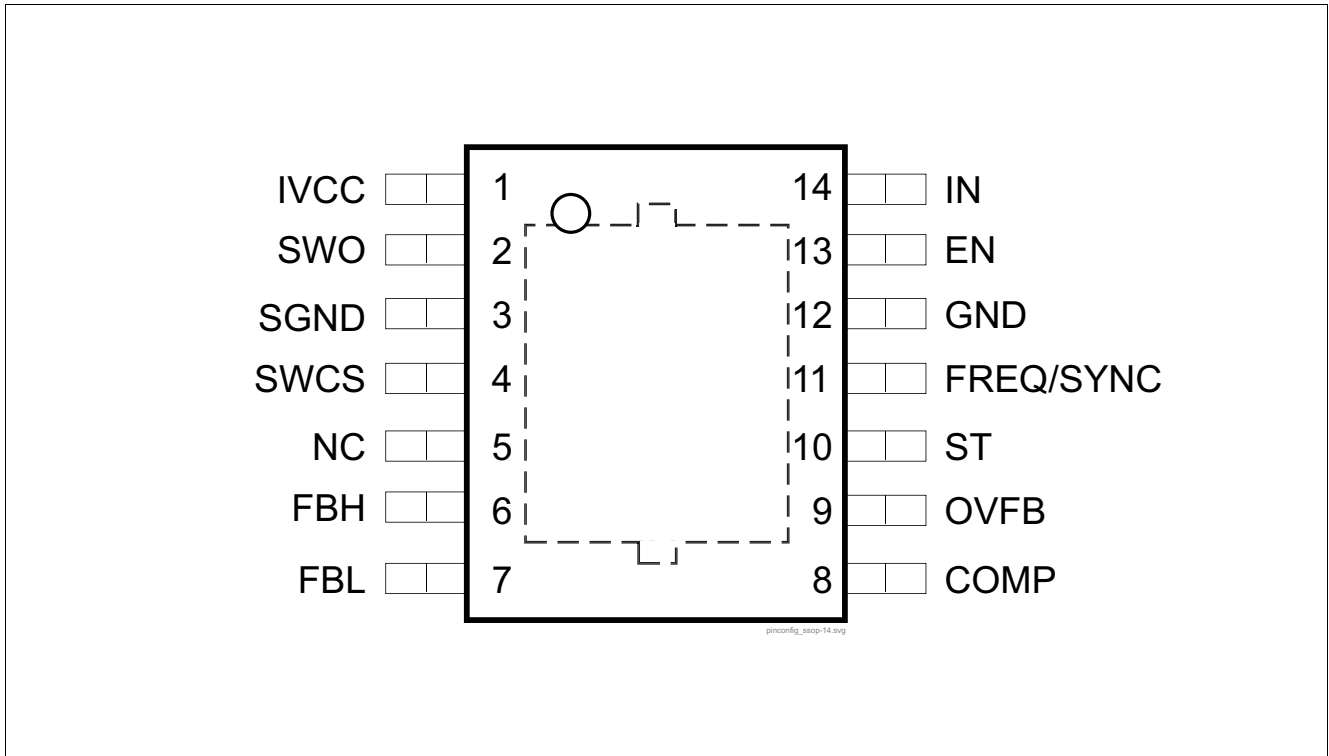 IVCC 1 14 IN
SWO 2 13 EN
SGND 3 12 GND
SWCS 4 11 FREQ/SYNC
NC 5 10 ST
FBH 6 9 OVFB
FBL 7 8 COMP
pinconfig_ssop-14.svg